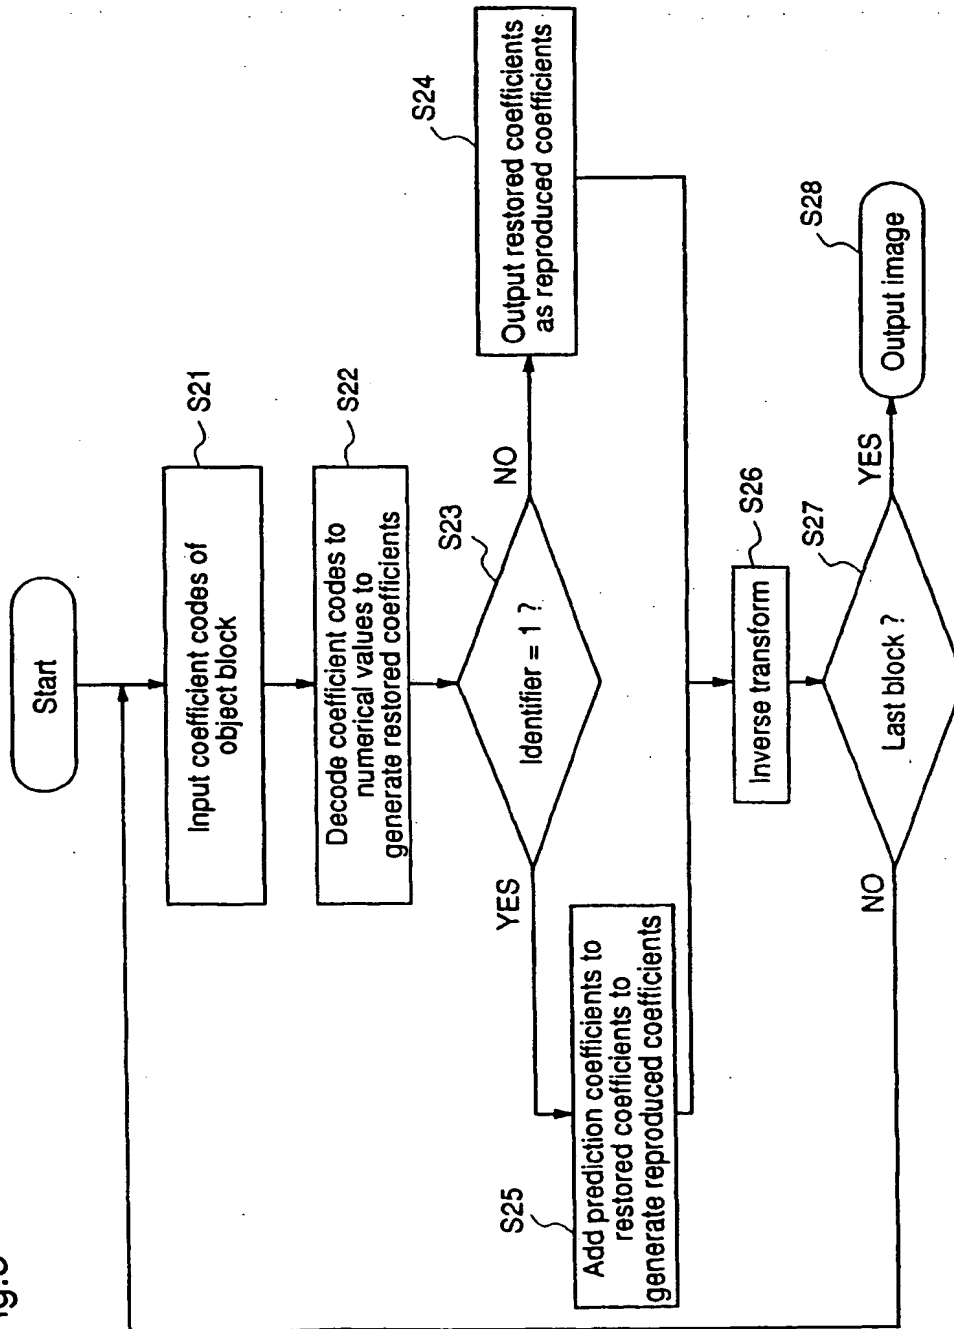 Start
S21
Input coefficient codes of
object block
S22
Decode coefficient codes to
numerical values to
generate restored coefficients
S23
Identifier = 1 ?
NO
YES
S24
Output restored coefficients
as reproduced coefficients
S25
Add prediction coefficients to
restored coefficients to
generate reproduced coefficients
S26
Inverse transform
S27
Last block ?
YES
NO
S28
Output image